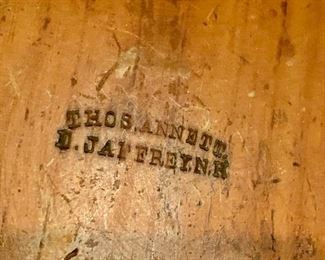 THOS. ANNETT,
D. JAFFREY N.H